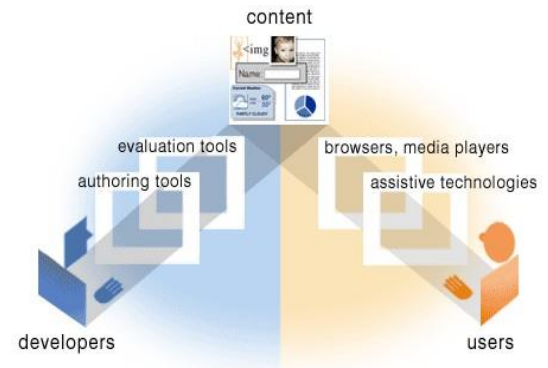 content
<img
Name:
evaluation tools
browsers, media players
authoring tools
assistive technologies
developers
users